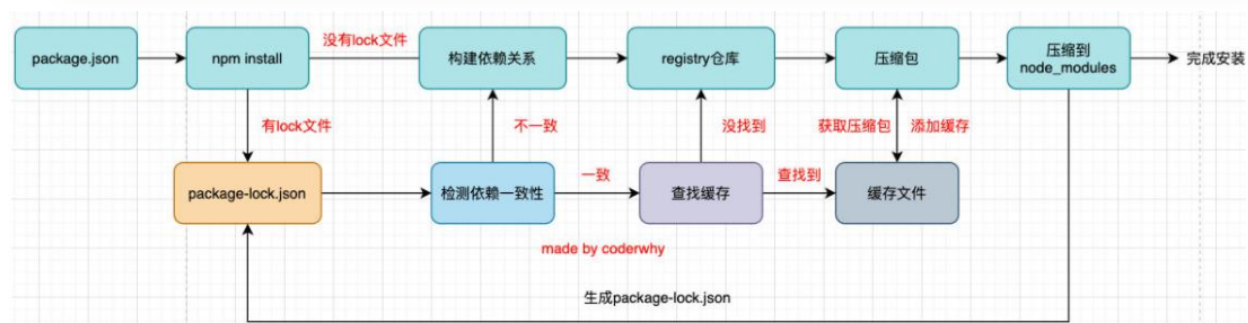 package.json
npm install
没有lock文件
构建依赖关系
registry仓库
压缩包
压缩到
node_modules
完成安装
有lock文件
不一致
没找到
获取压缩包
添加缓存
package-lock.json
检测依赖一致性
一致
查找缓存
查找到
缓存文件
made by coderwhy
生成package-lock.json